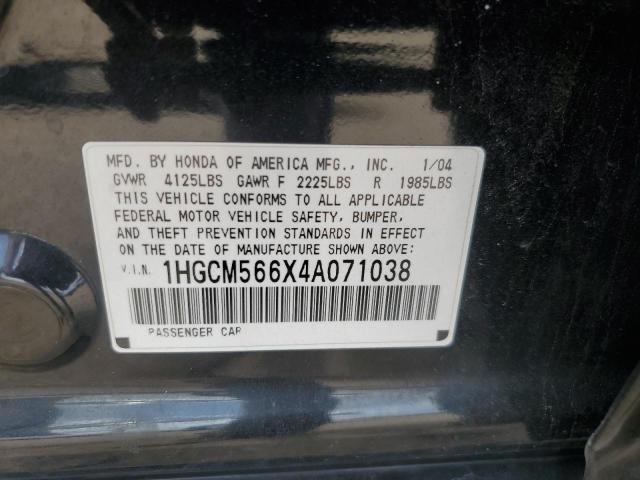 MFD. BY HONDA OF AMERICA MFG., INC. 1/04
GVWR 4125LBS GAWR F 2225LBS R 1985LBS
THIS VEHICLE CONFORMS TO ALL APPLICABLE
FEDERAL MOTOR VEHICLE SAFETY, BUMPER,
AND THEFT PREVENTION STANDARDS IN EFFECT
ON THE DATE OF MANUFACTURE SHOWN ABOVE:
V.I.N. 1HGCM566X4A071038
PASSENGER CAR